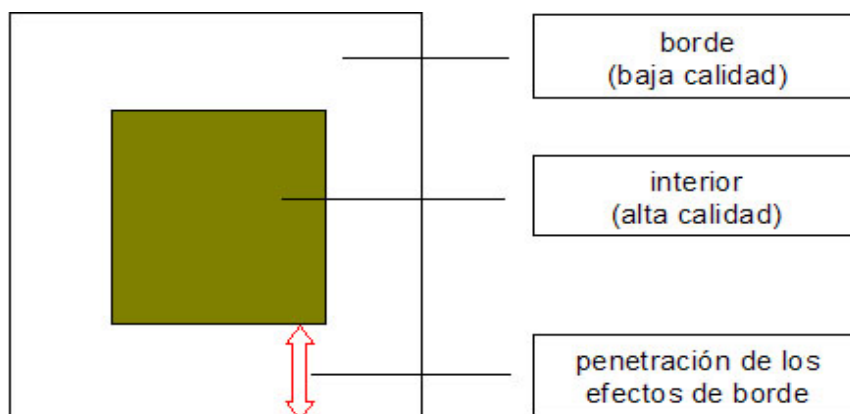 borde
(baja calidad)
interior
(alta calidad)
penetración de los
efectos de borde